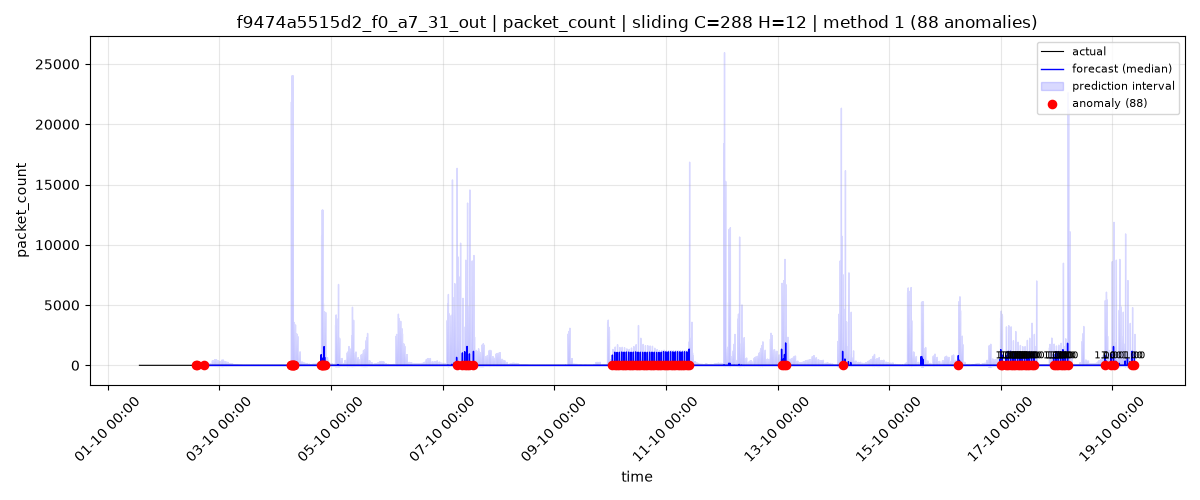 f9474a5515d2_f0_a7_31_out | packet_count | sliding C=288 H=12 | method 1 (88 anomalies)
actual
forecast (median)
prediction interval
anomaly (88)
packet_count
25000
20000
15000
10000
5000
0
01-10 00:00
03-10 00:00
05-10 00:00
07-10 00:00
09-10 00:00
11-10 00:00
13-10 00:00
15-10 00:00
17-10 00:00
19-10 00:00
time